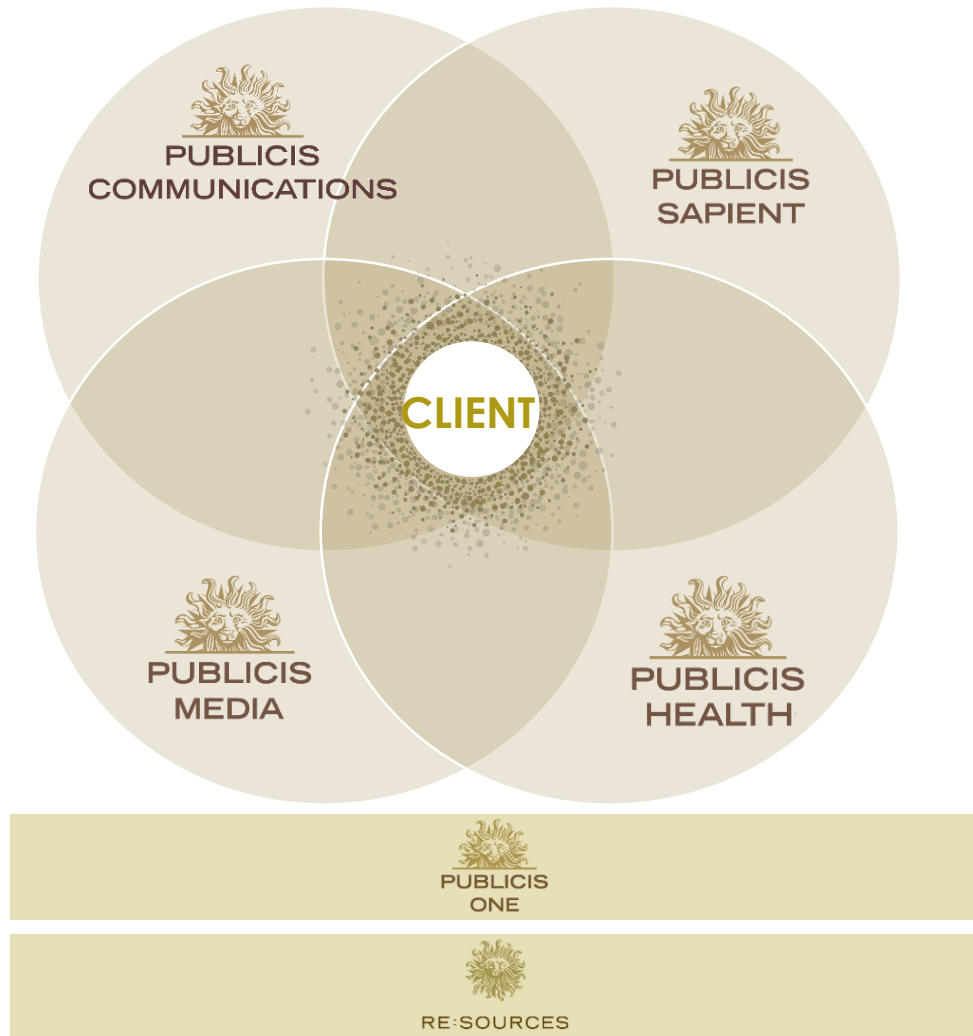 PUBLICIS
COMMUNICATIONS
PUBLICIS
SAPIENT
CLIENT
PUBLICIS
MEDIA
PUBLICIS
HEALTH
PUBLICIS
ONE
RE:SOURCES